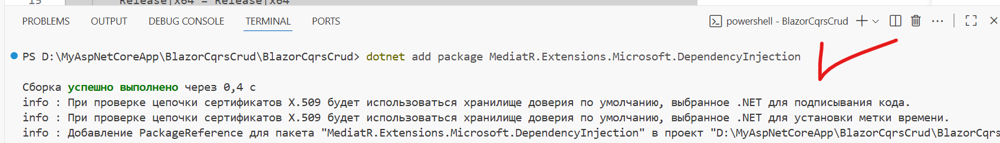 15 Release|x64 = Release|x64
PROBLEMS OUTPUT DEBUG CONSOLE TERMINAL PORTS powershell - BlazorCqrsCrud
PS D:\MyAspNetCoreApp\BlazorCqrsCrud\BlazorCqrsCrud> dotnet add package MediatR.Extensions.Microsoft.DependencyInjection
Сборка успешно выполнено через 0,4 с
info : При проверке цепочки сертификатов X.509 будет использоваться хранилище доверия по умолчанию, выбранное .NET для подписывания кода.
info : При проверке цепочки сертификатов X.509 будет использоваться хранилище доверия по умолчанию, выбранное .NET для установки метки времени.
info : Добавление PackageReference для пакета "MediatR.Extensions.Microsoft.DependencyInjection" в проект "D:\MyAspNetCoreApp\BlazorCqrsCrud\BlazorCqrs